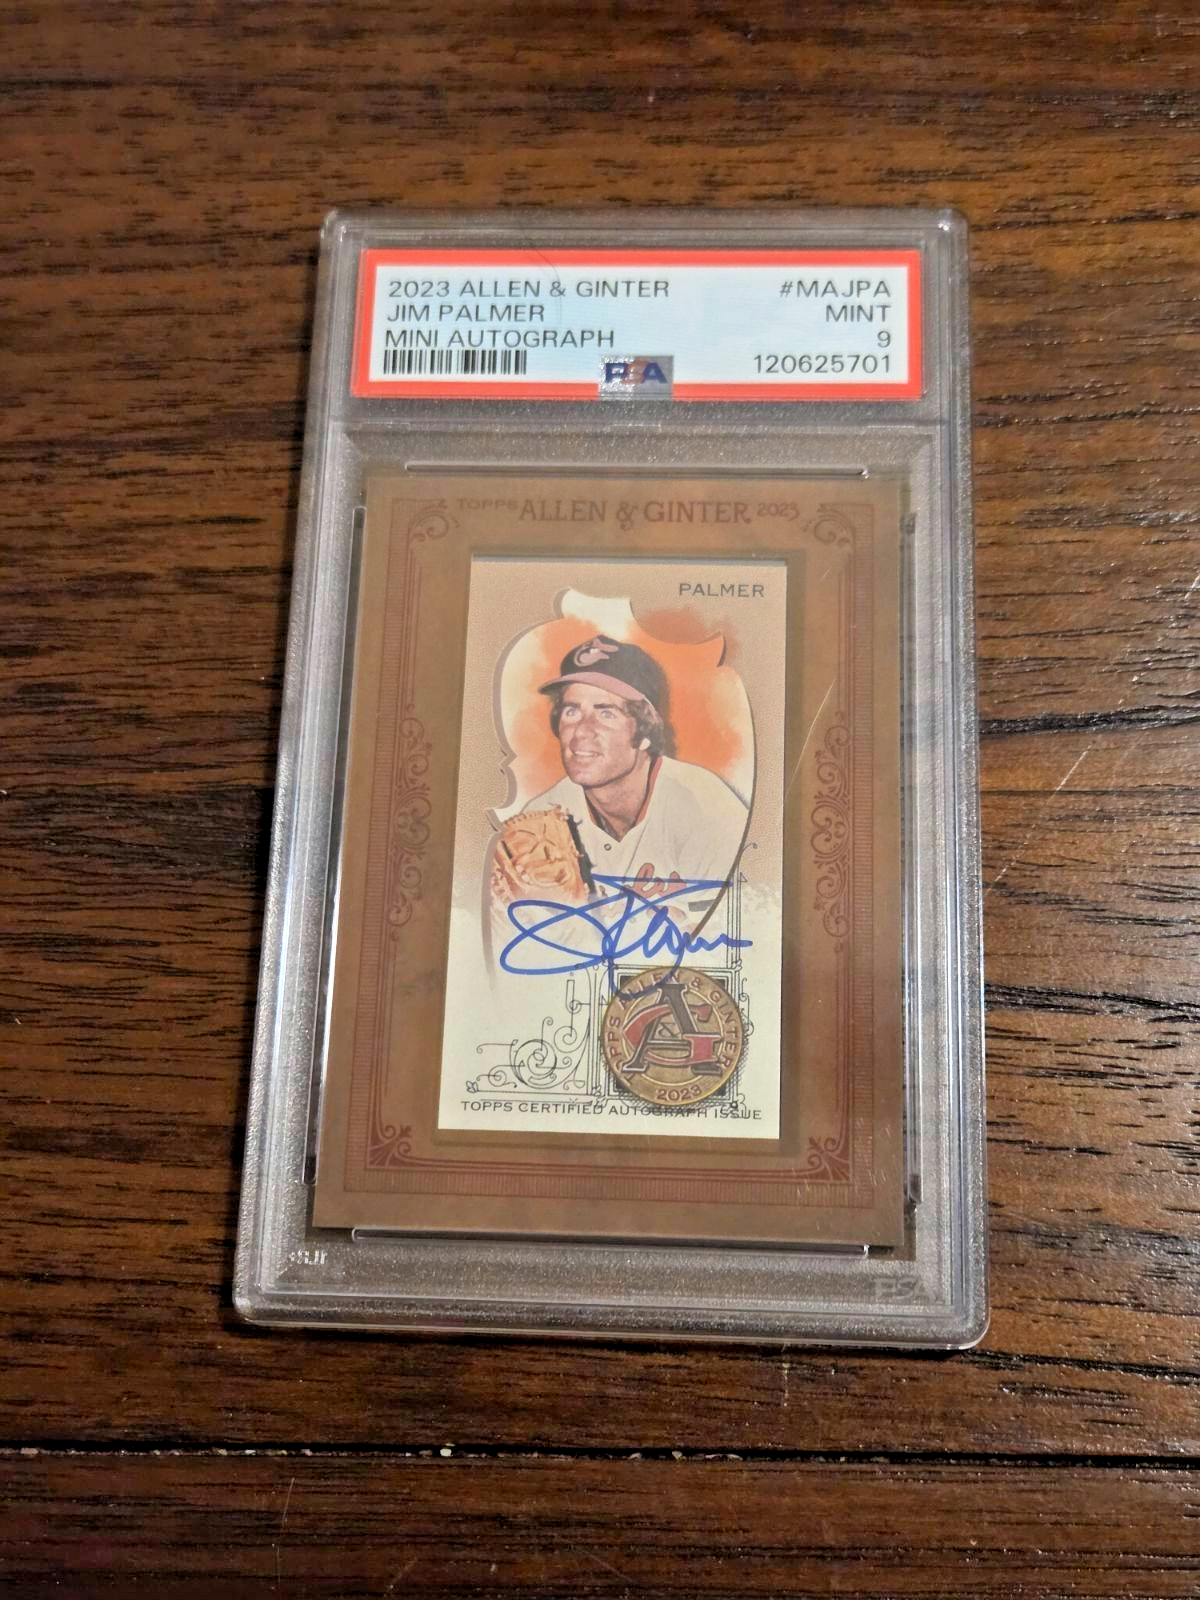 2023 ALLEN & GINTER #MAJPA
JIM PALMER MINT
MINI AUTOGRAPH 9
PSA 120625701
TOPPS ALLEN & GINTER 2023
PALMER
TOPPS ALLEN & GINTER
AG
2023
TOPPS CERTIFIED AUTOGRAPH ISSUE
PSA